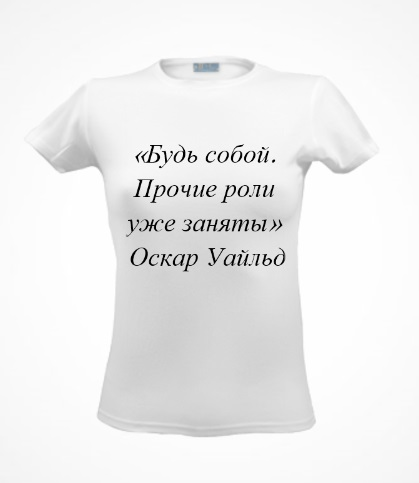 «Будь собой.
Прочие роли
уже заняты»
Оскар Уайльд